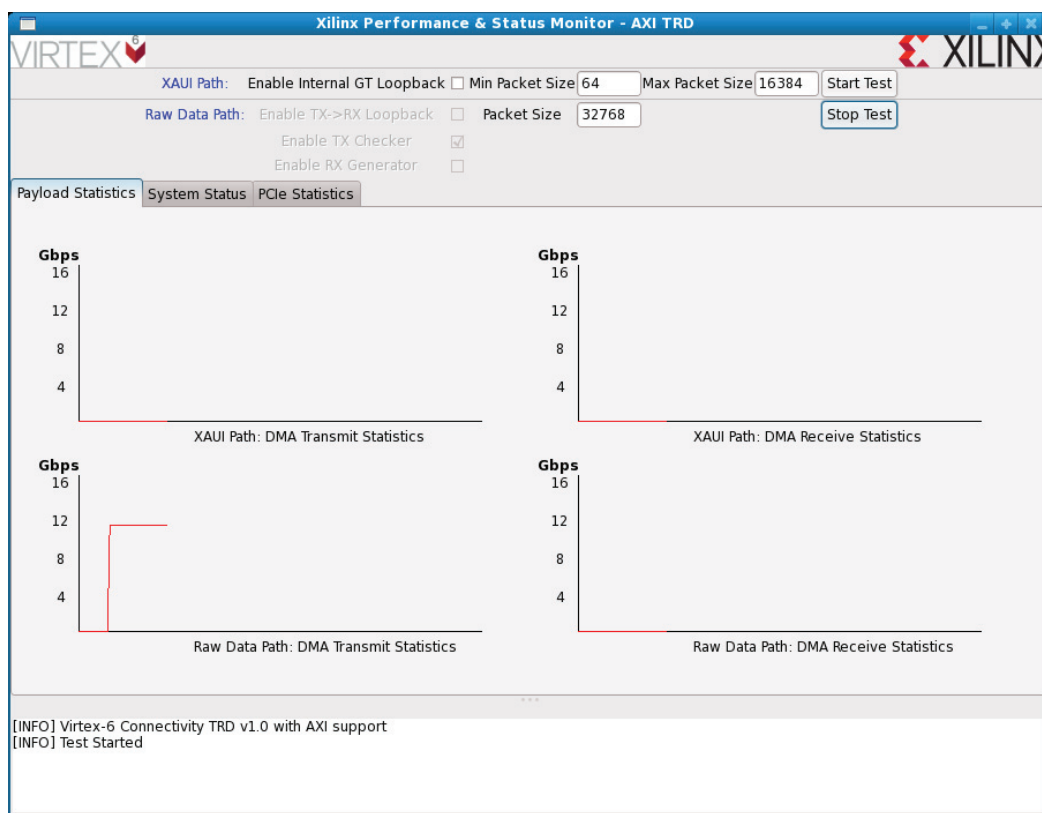 Xilinx Performance & Status Monitor - AXI TRD
VIRTEX 6
XILINX
XAUI Path: Enable Internal GT Loopback Min Packet Size 64 Max Packet Size 16384 Start Test
Raw Data Path: Enable TX->RX Loopback Packet Size 32768 Stop Test
Enable TX Checker
Enable RX Generator
Payload Statistics System Status PCIe Statistics
Gbps
16
12
8
4
XAUI Path: DMA Transmit Statistics
Gbps
16
12
8
4
XAUI Path: DMA Receive Statistics
Gbps
16
12
8
4
Raw Data Path: DMA Transmit Statistics
Gbps
16
12
8
4
Raw Data Path: DMA Receive Statistics
[INFO] Virtex-6 Connectivity TRD v1.0 with AXI support
[INFO] Test Started